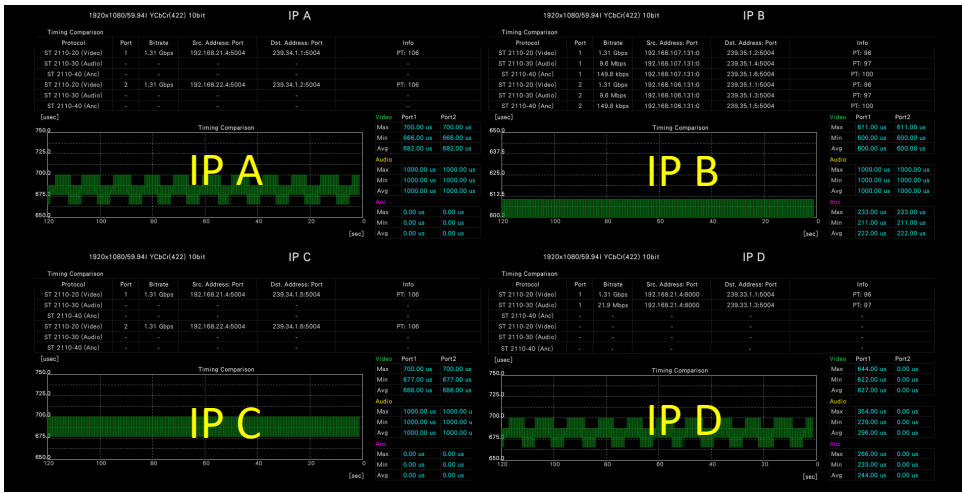 1920x1080/59.94I YCbCr(422) 10bit IP A
Timing Comparison
Protocol Port Bitrate Src. Address: Port Dst. Address: Port Info
ST 2110-20 (Video) 1 1.31 Gbps 192.168.21.4:5004 239.34.1.1:5004 PT: 106
ST 2110-30 (Audio) - - - - -
ST 2110-40 (Anc) - - - - -
ST 2110-20 (Video) 2 1.31 Gbps 192.168.22.4:5004 239.34.1.2:5004 PT: 106
ST 2110-30 (Audio) - - - - -
ST 2110-40 (Anc) - - - - -
[usec]
Timing Comparison
750.0
725.0
700.0
675.0
650.0
120 100 80 60 40 20 0
[sec]
IP A
Video Port1 Port2
Max 700.00 us 700.00 us
Min 666.00 us 666.00 us
Avg 682.00 us 682.00 us
Audio
Max 1000.00 us 1000.00 us
Min 1000.00 us 1000.00 us
Avg 1000.00 us 1000.00 us
Anc
Max 0.00 us 0.00 us
Min 0.00 us 0.00 us
Avg 0.00 us 0.00 us
1920x1080/59.94I YCbCr(422) 10bit IP B
Timing Comparison
Protocol Port Bitrate Src. Address: Port Dst. Address: Port Info
ST 2110-20 (Video) 1 1.31 Gbps 192.168.107.131:0 239.35.1.2:5004 PT: 96
ST 2110-30 (Audio) 1 9.6 Mbps 192.168.107.131:0 239.35.1.4:5004 PT: 97
ST 2110-40 (Anc) 1 149.8 kbps 192.168.107.131:0 239.35.1.6:5004 PT: 100
ST 2110-20 (Video) 2 1.31 Gbps 192.168.106.131:0 239.35.1.1:5004 PT: 96
ST 2110-30 (Audio) 2 9.6 Mbps 192.168.106.131:0 239.35.1.3:5004 PT: 97
ST 2110-40 (Anc) 2 149.8 kbps 192.168.106.131:0 239.35.1.5:5004 PT: 100
[usec]
Timing Comparison
650.0
637.5
625.0
612.5
600.0
120 100 80 60 40 20 0
[sec]
IP B
Video Port1 Port2
Max 611.00 us 611.00 us
Min 600.00 us 600.00 us
Avg 600.00 us 600.00 us
Audio
Max 1000.00 us 1000.00 us
Min 1000.00 us 1000.00 us
Avg 1000.00 us 1000.00 us
Anc
Max 233.00 us 233.00 us
Min 211.00 us 211.00 us
Avg 222.00 us 222.00 us
1920x1080/59.94I YCbCr(422) 10bit IP C
Timing Comparison
Protocol Port Bitrate Src. Address: Port Dst. Address: Port Info
ST 2110-20 (Video) 1 1.31 Gbps 192.168.21.4:5004 239.34.1.5:5004 PT: 106
ST 2110-30 (Audio) - - - - -
ST 2110-40 (Anc) - - - - -
ST 2110-20 (Video) 2 1.31 Gbps 192.168.22.4:5004 239.34.1.6:5004 PT: 106
ST 2110-30 (Audio) - - - - -
ST 2110-40 (Anc) - - - - -
[usec]
Timing Comparison
750.0
725.0
700.0
675.0
650.0
120 100 80 60 40 20 0
[sec]
IP C
Video Port1 Port2
Max 700.00 us 700.00 us
Min 677.00 us 677.00 us
Avg 688.00 us 688.00 us
Audio
Max 1000.00 us 1000.00 u
Min 1000.00 us 1000.00 u
Avg 1000.00 us 1000.00 u
Anc
Max 0.00 us 0.00 us
Min 0.00 us 0.00 us
Avg 0.00 us 0.00 us
1920x1080/59.94I YCbCr(422) 10bit IP D
Timing Comparison
Protocol Port Bitrate Src. Address: Port Dst. Address: Port Info
ST 2110-20 (Video) 1 1.31 Gbps 192.168.21.4:8000 239.33.1.1:5004 PT: 96
ST 2110-30 (Audio) 1 21.9 Mbps 192.168.21.4:8000 239.33.1.3:5004 PT: 97
ST 2110-40 (Anc) - - - - -
ST 2110-20 (Video) - - - - -
ST 2110-30 (Audio) - - - - -
ST 2110-40 (Anc) - - - - -
[usec]
Timing Comparison
750.0
725.0
700.0
675.0
650.0
120 100 80 60 40 20 0
[sec]
IP D
Video Port1 Port2
Max 644.00 us 0.00 us
Min 622.00 us 0.00 us
Avg 627.00 us 0.00 us
Audio
Max 354.00 us 0.00 us
Min 229.00 us 0.00 us
Avg 296.00 us 0.00 us
Anc
Max 266.00 us 0.00 us
Min 233.00 us 0.00 us
Avg 244.00 us 0.00 us